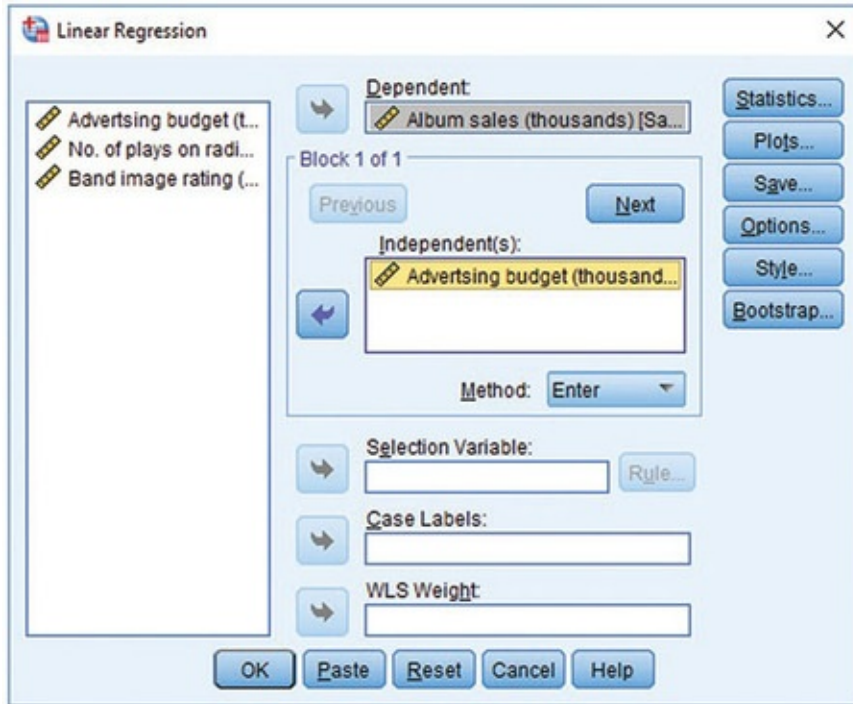 Linear Regression
Advertsing budget (t...
No. of plays on radi...
Band image rating (...
Dependent:
Album sales (thousands) [Sa...
Block 1 of 1
Previous
Next
Independent(s):
Advertsing budget (thousand...
Method:
Enter
Selection Variable:
Rule...
Case Labels:
WLS Weight:
Statistics...
Plots...
Save...
Options...
Style...
Bootstrap...
OK
Paste
Reset
Cancel
Help